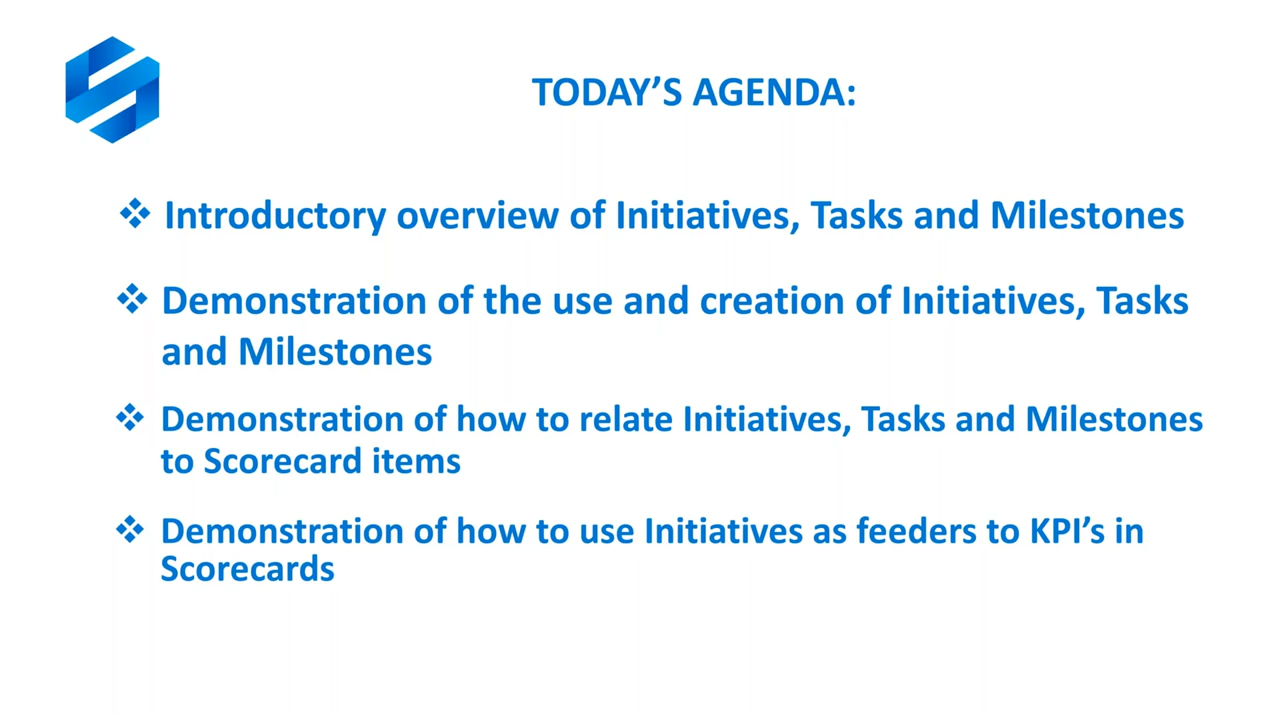 TODAY’S AGENDA:
❖ Introductory overview of Initiatives, Tasks and Milestones
❖ Demonstration of the use and creation of Initiatives, Tasks
and Milestones
❖ Demonstration of how to relate Initiatives, Tasks and Milestones
to Scorecard items
❖ Demonstration of how to use Initiatives as feeders to KPI’s in
Scorecards